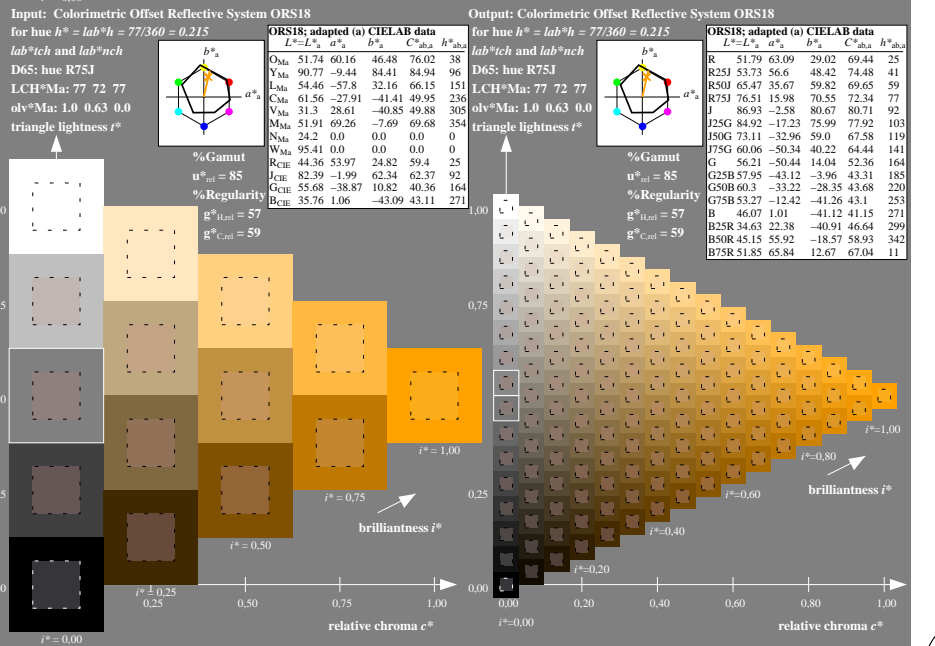 Input: Colorimetric Offset Reflective System ORS18
for hue h* = lab*h = 77/360 = 0.215
lab*tch and lab*nch
D65: hue R75J
LCH*Ma: 77 72 77
olv*Ma: 1.0 0.63 0.0
triangle lightness t*
b*a
a*a
%Gamut
u*rel = 85
%Regularity
g*H,rel = 57
g*C,rel = 59
ORS18; adapted (a) CIELAB data
L*=L*a a*a b*a C*ab,a h*ab,a
OMa 51.74 60.16 46.48 76.02 38
YMa 90.77 −9.44 84.41 84.94 96
LMa 54.46 −57.8 32.16 66.15 151
CMa 61.56 −27.91 −41.41 49.95 236
VMa 31.3 28.61 −40.85 49.88 305
MMa 51.91 69.26 −7.69 69.68 354
NMa 24.2 0.0 0.0 0.0 0
WMa 95.41 0.0 0.0 0.0 0
RCIE 44.36 53.97 24.82 59.4 25
JCIE 82.39 −1.99 62.34 62.37 92
GCIE 55.68 −38.87 10.82 40.36 164
BCIE 35.76 1.06 −43.09 43.11 271
i* = 1,00
i* = 0,75
brilliantness i*
i* = 0,50
i* = 0,25
0,25 0,50 0,75 1,00
relative chroma c*
i* = 0,00
Output: Colorimetric Offset Reflective System ORS18
for hue h* = lab*h = 77/360 = 0.215
lab*tch and lab*nch
D65: hue R75J
LCH*Ma: 77 72 77
olv*Ma: 1.0 0.63 0.0
triangle lightness t*
b*a
a*a
%Gamut
u*rel = 85
%Regularity
g*H,rel = 57
g*C,rel = 59
ORS18; adapted (a) CIELAB data
L*=L*a a*a b*a C*ab,a h*ab,a
R 51.79 63.09 29.02 69.44 25
R25J 53.73 56.6 48.42 74.48 41
R50J 65.47 35.67 59.82 69.65 59
R75J 76.51 15.98 70.55 72.34 77
J 86.93 −2.58 80.67 80.71 92
J25G 84.92 −17.23 75.99 77.92 103
J50G 73.11 −32.96 59.0 67.58 119
J75G 60.06 −50.34 40.22 64.44 141
G 56.21 −50.44 14.04 52.36 164
G25B 57.95 −43.12 −3.96 43.31 185
G50B 60.3 −33.22 −28.35 43.68 220
G75B 53.27 −12.42 −41.26 43.1 253
B 46.07 1.01 −41.12 41.15 271
B25R 34.63 22.38 −40.91 46.64 299
B50R 45.15 55.92 −18.57 58.93 342
B75R 51.85 65.84 12.67 67.04 11
1,00
0,75
0,50
0,25
0,00
i*=1,00
i*=0,80
brilliantness i*
i*=0,60
i*=0,40
i*=0,20
0,00 0,20 0,40 0,60 0,80 1,00
i*=0,00
relative chroma c*